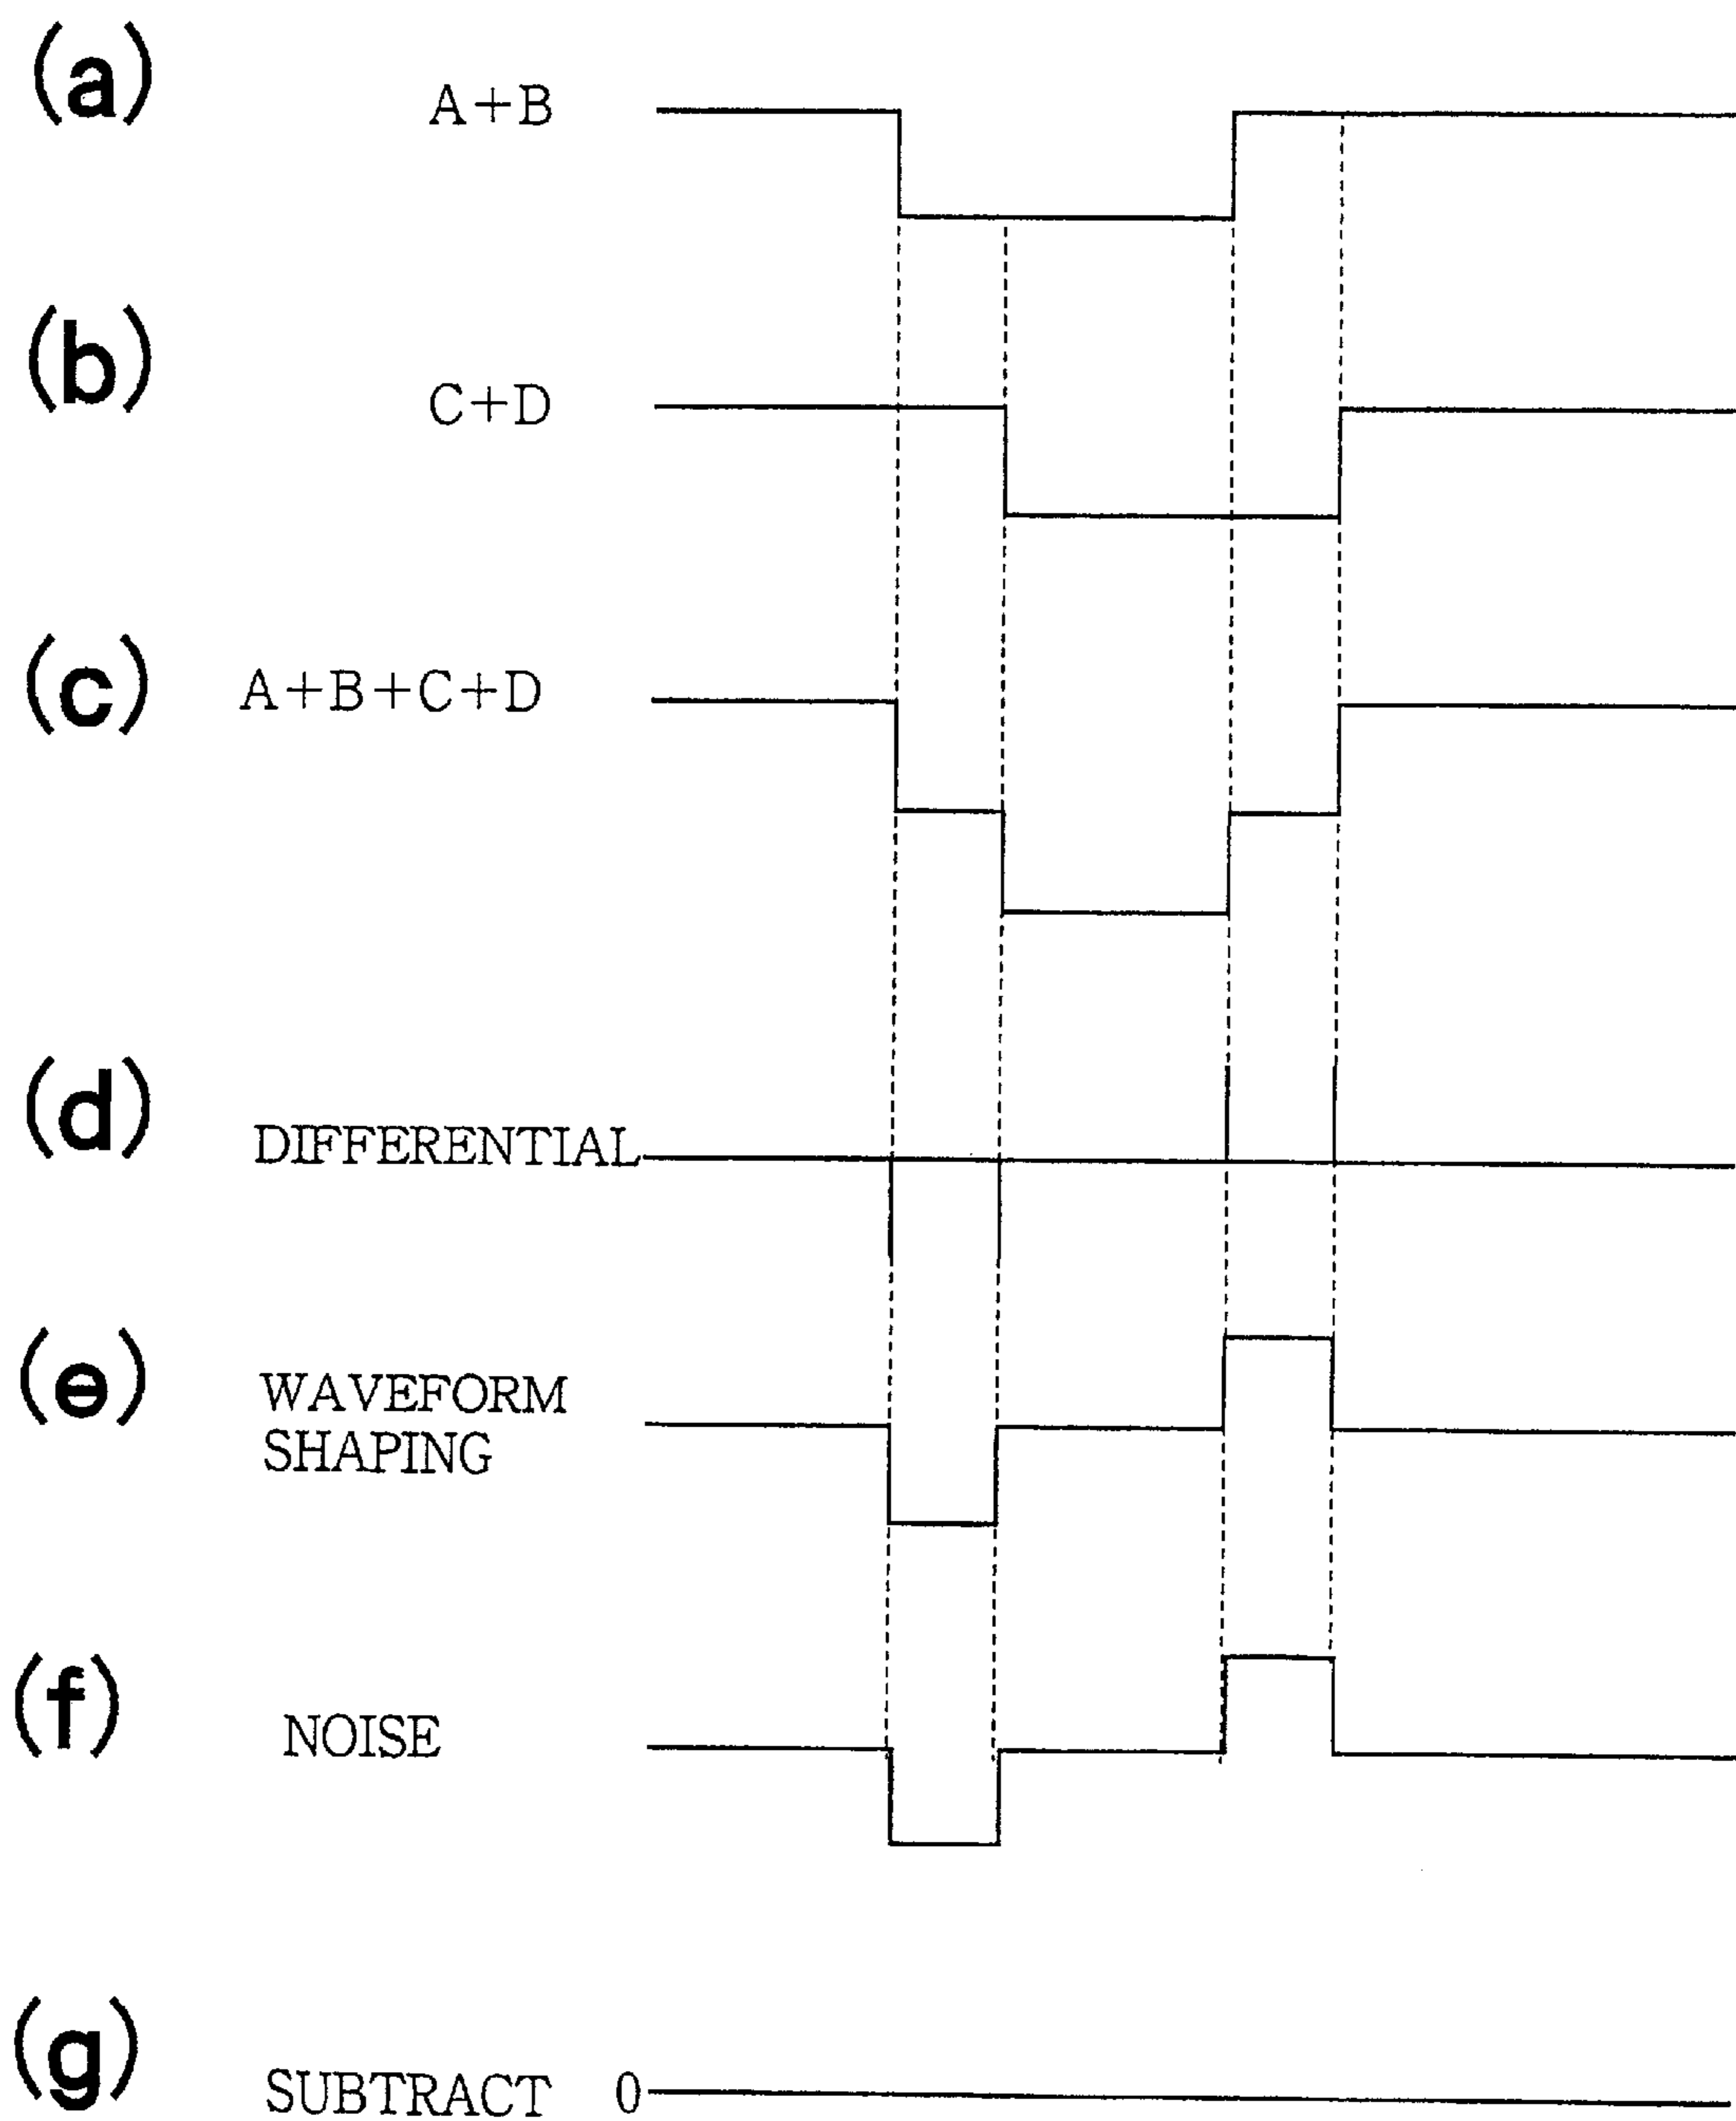 (a) A+B
(b) C+D
(c) A+B+C+D
(d) DIFFERENTIAL
(e) WAVEFORM
SHAPING
(f) NOISE
(g) SUBTRACT 0